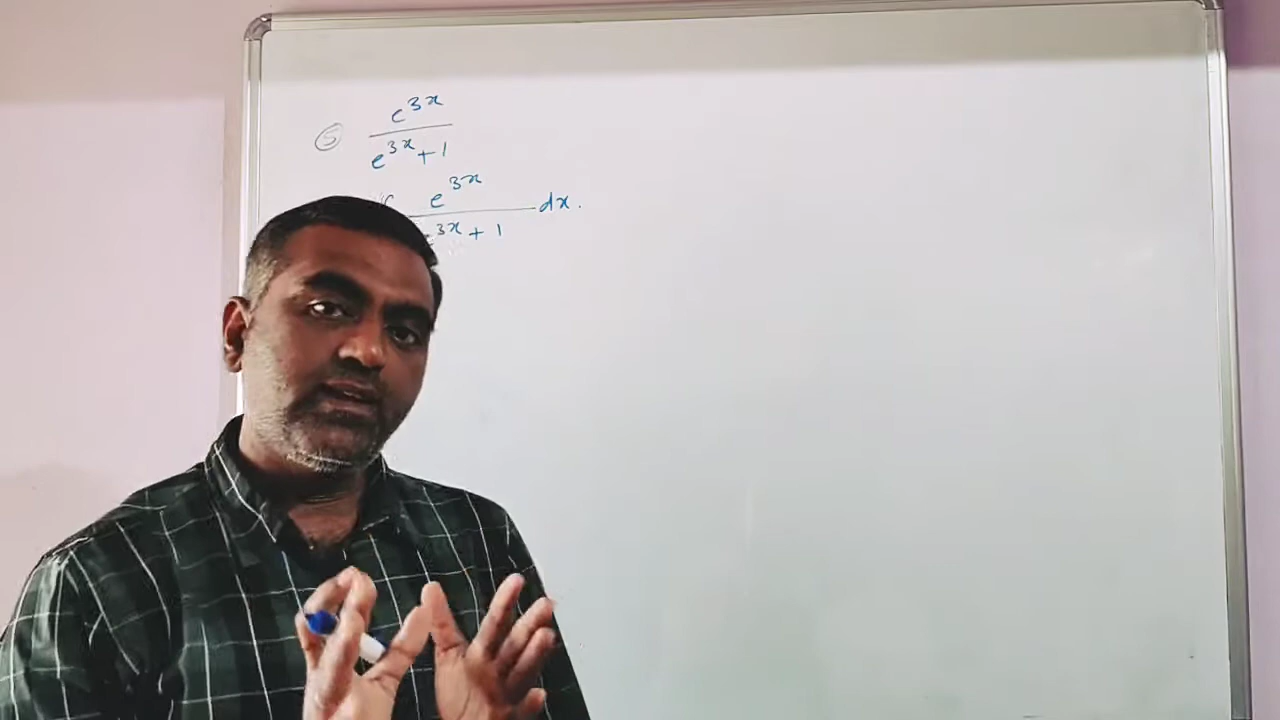 ⑤ e^3x
e^3x + 1
e^3x dx.
3x + 1